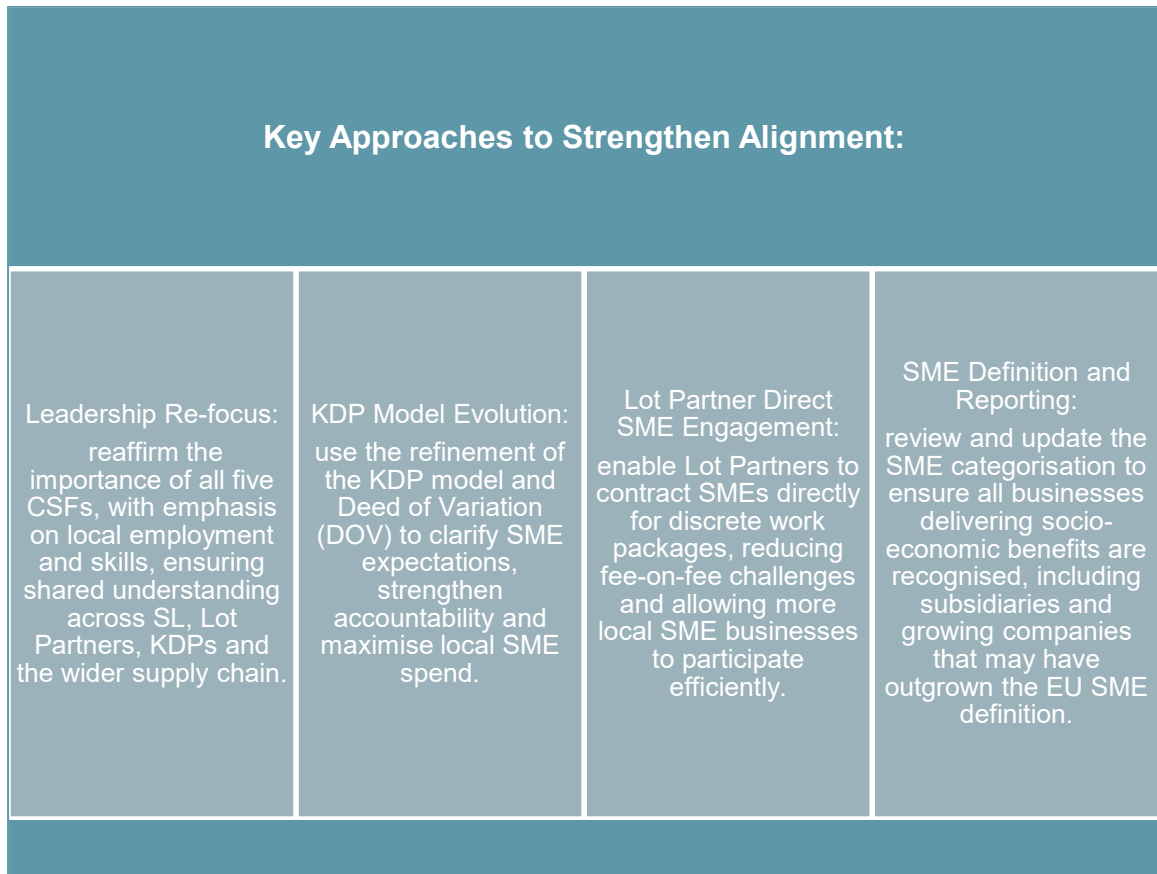 Key Approaches to Strengthen Alignment:
Leadership Re-focus:
reaffirm the
importance of all five
CSFs, with emphasis
on local employment
and skills, ensuring
shared understanding
across SL, Lot
Partners, KDPs and
the wider supply chain.
KDP Model Evolution:
use the refinement of
the KDP model and
Deed of Variation
(DOV) to clarify SME
expectations,
strengthen
accountability and
maximise local SME
spend.
Lot Partner Direct
SME Engagement:
enable Lot Partners to
contract SMEs directly
for discrete work
packages, reducing
fee-on-fee challenges
and allowing more
local SME businesses
to participate
efficiently.
SME Definition and
Reporting:
review and update the
SME categorisation to
ensure all businesses
delivering socio-
economic benefits are
recognised, including
subsidiaries and
growing companies
that may have
outgrown the EU SME
definition.